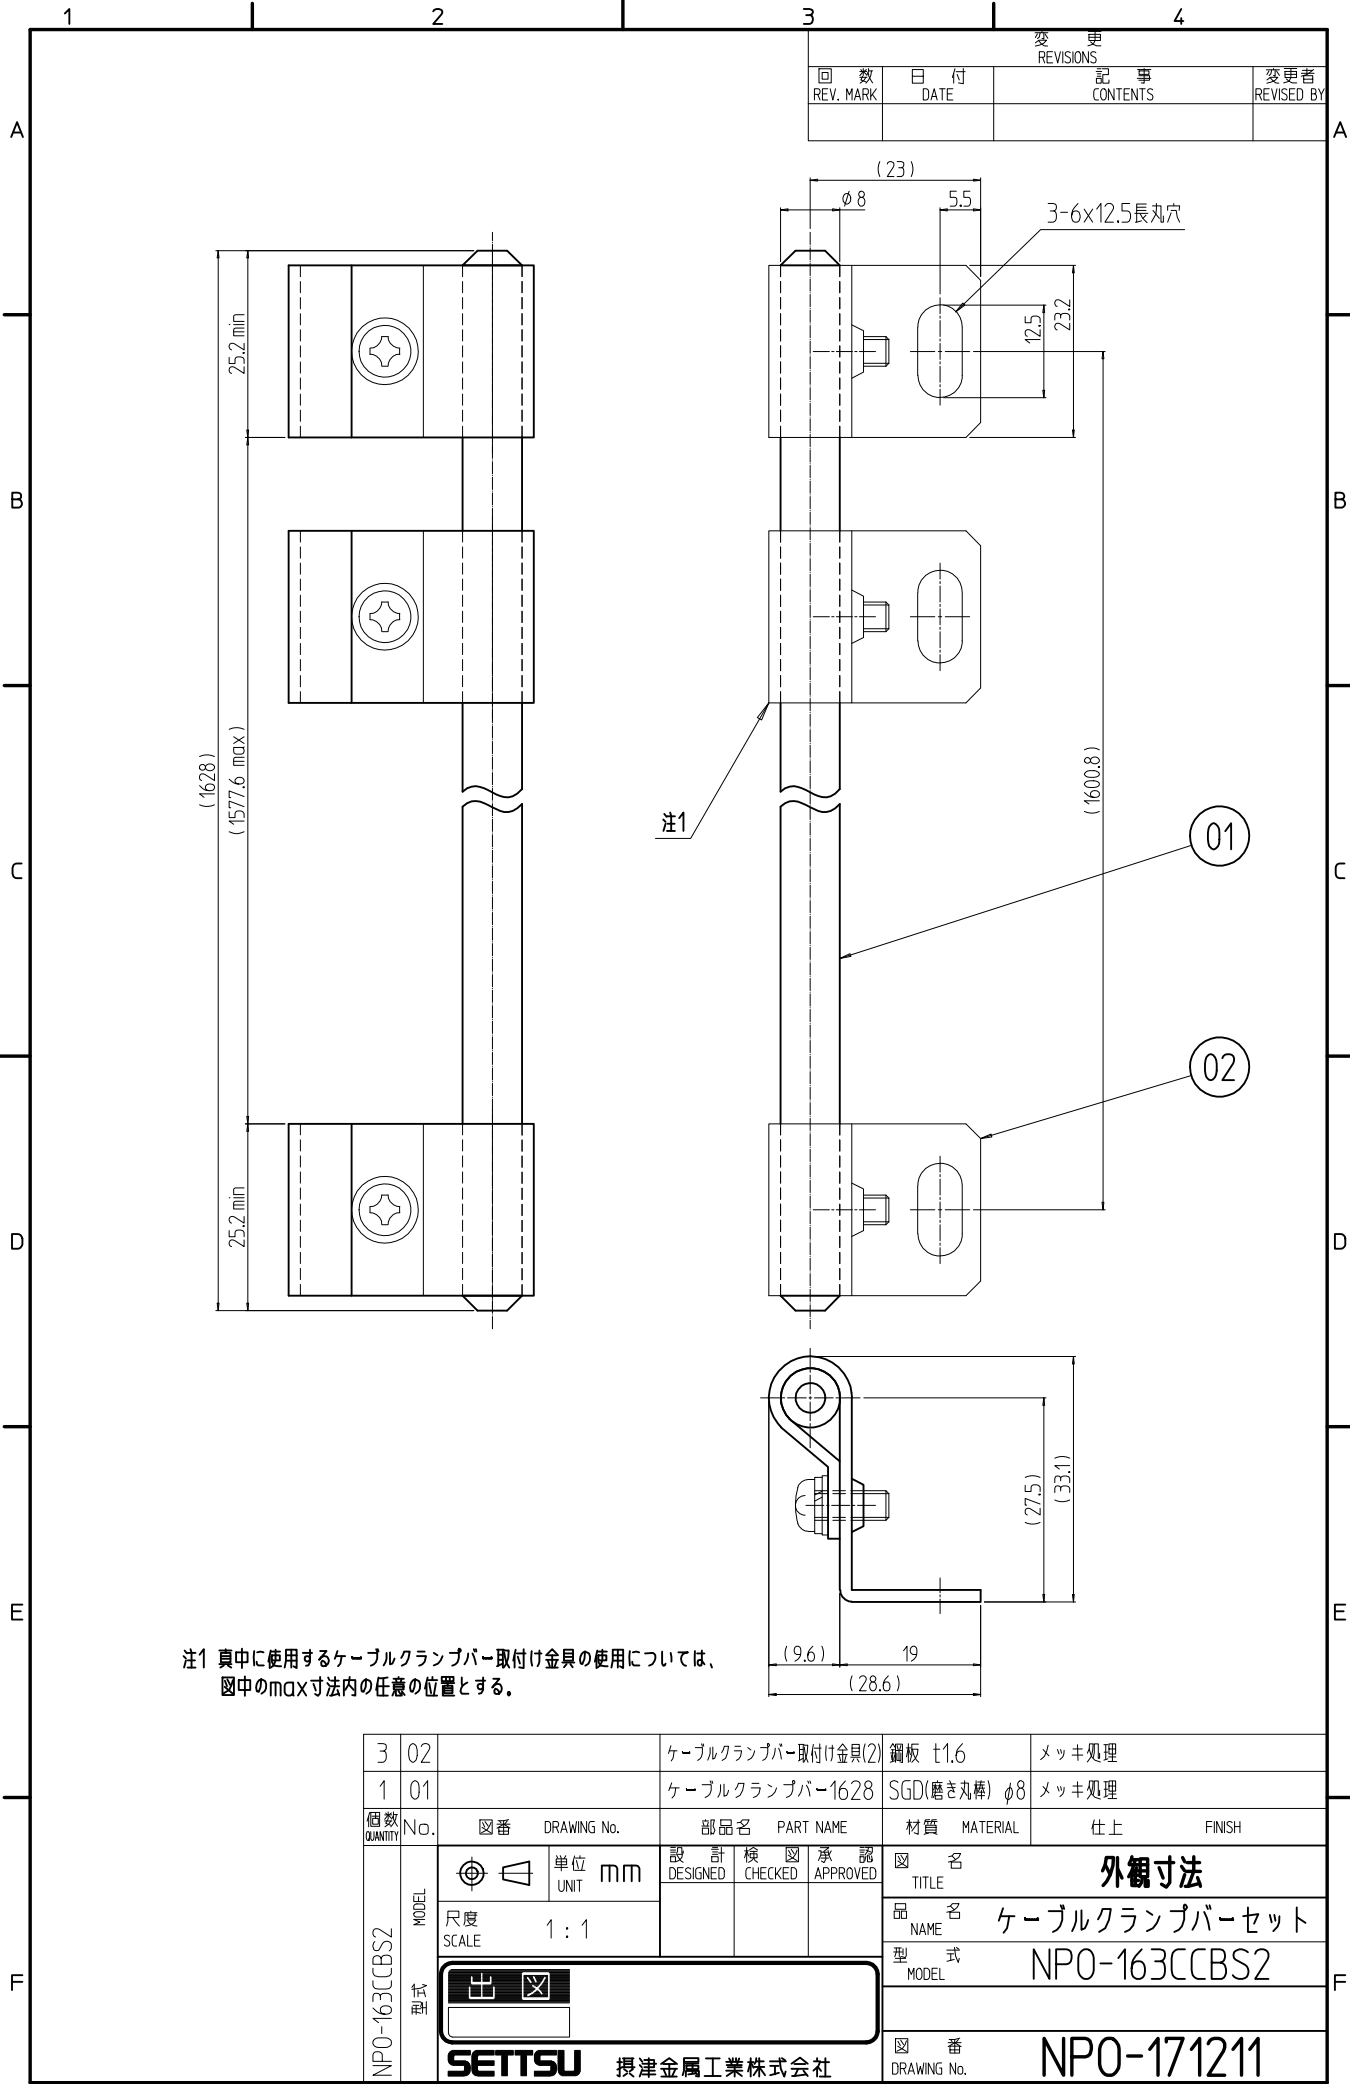 1 2 3 4
変 更
REVISIONS
回 数 日 付 記 事 変更者
REV. MARK DATE CONTENTS REVISED BY
A A
(23)
φ8 5.5
3-6x12.5長丸穴
25.2 min
12.5
23.2
B B
(1628)
(1577.6 max)
(1600.8)
注1
01
C C
02
25.2 min
D D
(27.5)
(33.1)
E E
(9.6) 19
(28.6)
注1 真中に使用するケーブルクランプバー取付け金具の使用については、
図中のmax寸法内の任意の位置とする。
3 02 ケーブルクランプバー取付け金具(2) 鋼板 t1.6 メッキ処理
1 01 ケーブルクランプバー1628 SGD(磨き丸棒) φ8 メッキ処理
個数 No. 図番 DRAWING No. 部品名 PART NAME 材質 MATERIAL 仕上 FINISH
QUANTITY
NPO-163CCBS2
型式 MODEL
単位 mm
UNIT
設 計 検 図 承 認
DESIGNED CHECKED APPROVED
尺度 1 : 1
SCALE
図 名 外観寸法
TITLE
品 名 ケーブルクランプバーセット
NAME
型 式 NPO-163CCBS2
MODEL
F F
出 図
図 番 NPO-171211
DRAWING No.
SETTSU 摂津金属工業株式会社